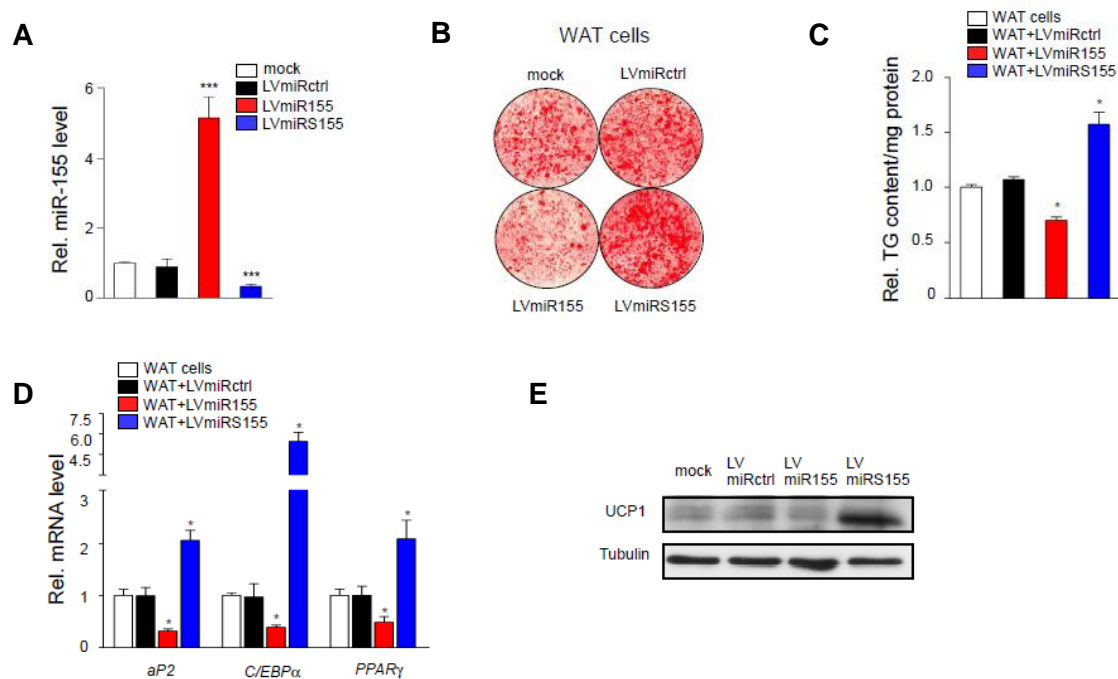 A
mock
LVmiRctrl
LVmiR155
LVmiRS155
Rel. miR-155 level
6
4
2
0
***
***
B
WAT cells
mock
LVmiRctrl
LVmiR155
LVmiRS155
C
WAT cells
WAT+LVmiRctrl
WAT+LVmiR155
WAT+LVmiRS155
Rel. TG content/mg protein
2.0
1.5
1.0
0.5
0
*
*
D
WAT cells
WAT+LVmiRctrl
WAT+LVmiR155
WAT+LVmiRS155
Rel. mRNA level
7.5
6.0
4.5
3
2
1
0
*
*
*
*
*
*
aP2
C/EBPα
PPARγ
E
mock
LV miRctrl
LV miR155
LV miRS155
UCP1
Tubulin